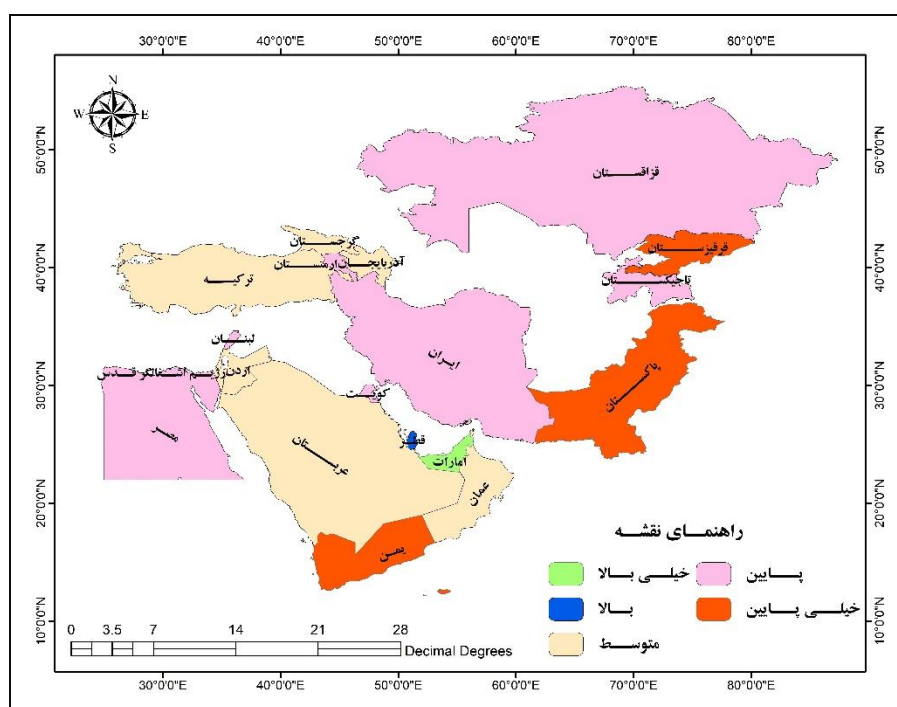 30°0'0"E 40°0'0"E 50°0'0"E 60°0'0"E 70°0'0"E 80°0'0"E
N
W E
S
50°0'0"N
40°0'0"N
30°0'0"N
20°0'0"N
10°0'0"N
50°0'0"N
40°0'0"N
30°0'0"N
20°0'0"N
10°0'0"N
قزاقستان
قرقیزستان
تاجیکستان
گرجستان
آذربایجان
ارمنستان
ترکیه
لبنان
اردن
رژیم اشغالگر قدس
ایران
پاکستان
کویت
مصر
قطر
امارات
عربستان
عمان
یمن
راهنمای نقشه
پایین
خیلی بالا
خیلی پایین
بالا
متوسط
0 3.5 7 14 21 28
Decimal Degrees
30°0'0"E 40°0'0"E 50°0'0"E 60°0'0"E 70°0'0"E 80°0'0"E